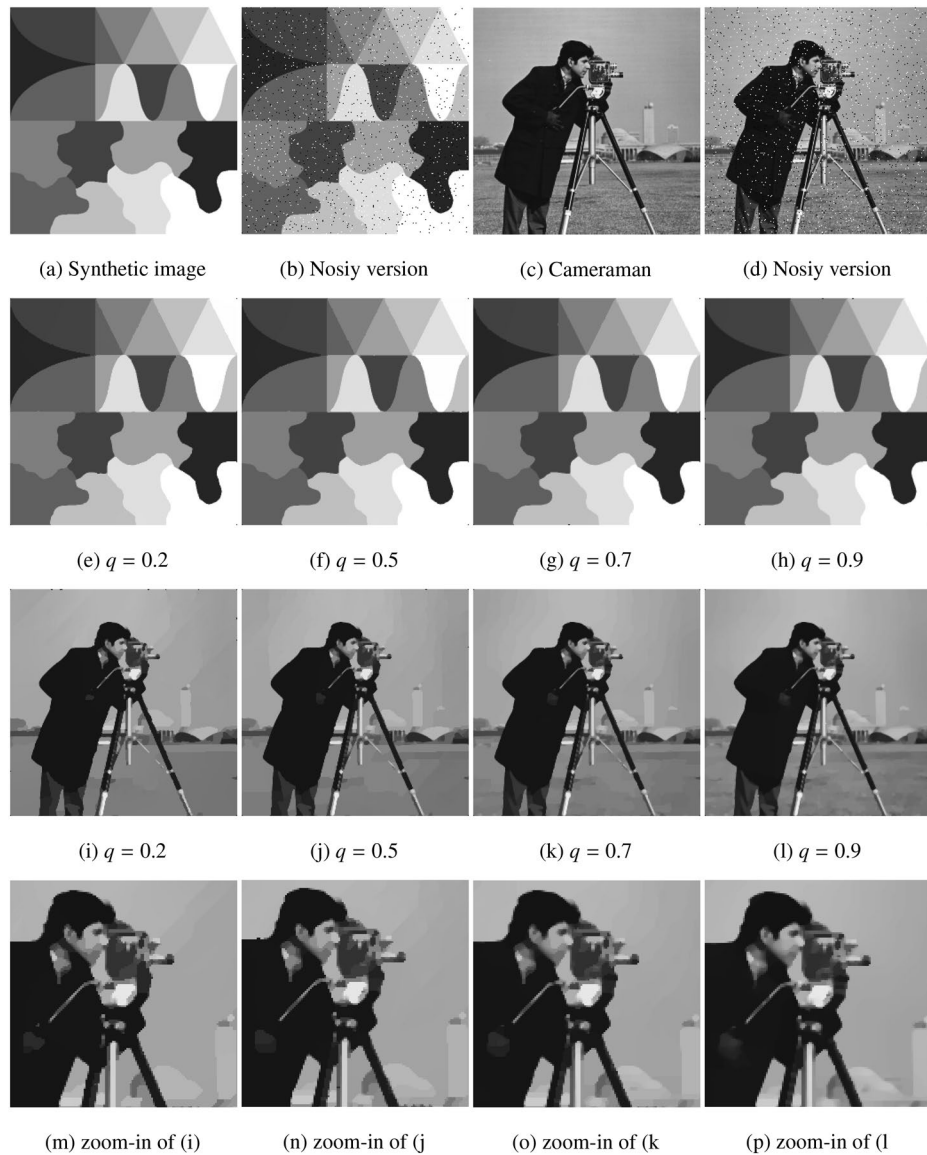 (a) Synthetic image (b) Nosiy version (c) Cameraman (d) Nosiy version
(e) q = 0.2 (f) q = 0.5 (g) q = 0.7 (h) q = 0.9
(i) q = 0.2 (j) q = 0.5 (k) q = 0.7 (l) q = 0.9
(m) zoom-in of (i) (n) zoom-in of (j (o) zoom-in of (k (p) zoom-in of (l